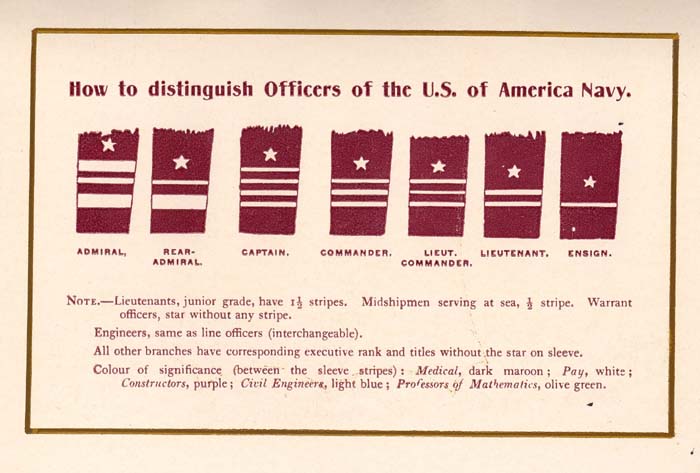 How to distinguish Officers of the U.S. of America Navy.
ADMIRAL,
REAR-
ADMIRAL.
CAPTAIN.
COMMANDER.
LIEUT.
COMMANDER.
LIEUTENANT.
ENSIGN.
NOTE.—Lieutenants, junior grade, have 1½ stripes. Midshipmen serving at sea, ½ stripe. Warrant
officers, star without any stripe.
Engineers, same as line officers (interchangeable).
All other branches have corresponding executive rank and titles without the star on sleeve.
Colour of significance (between the sleeve stripes) : Medical, dark maroon ; Pay, white ;
Constructors, purple ; Civil Engineers, light blue ; Professors of Mathematics, olive green.